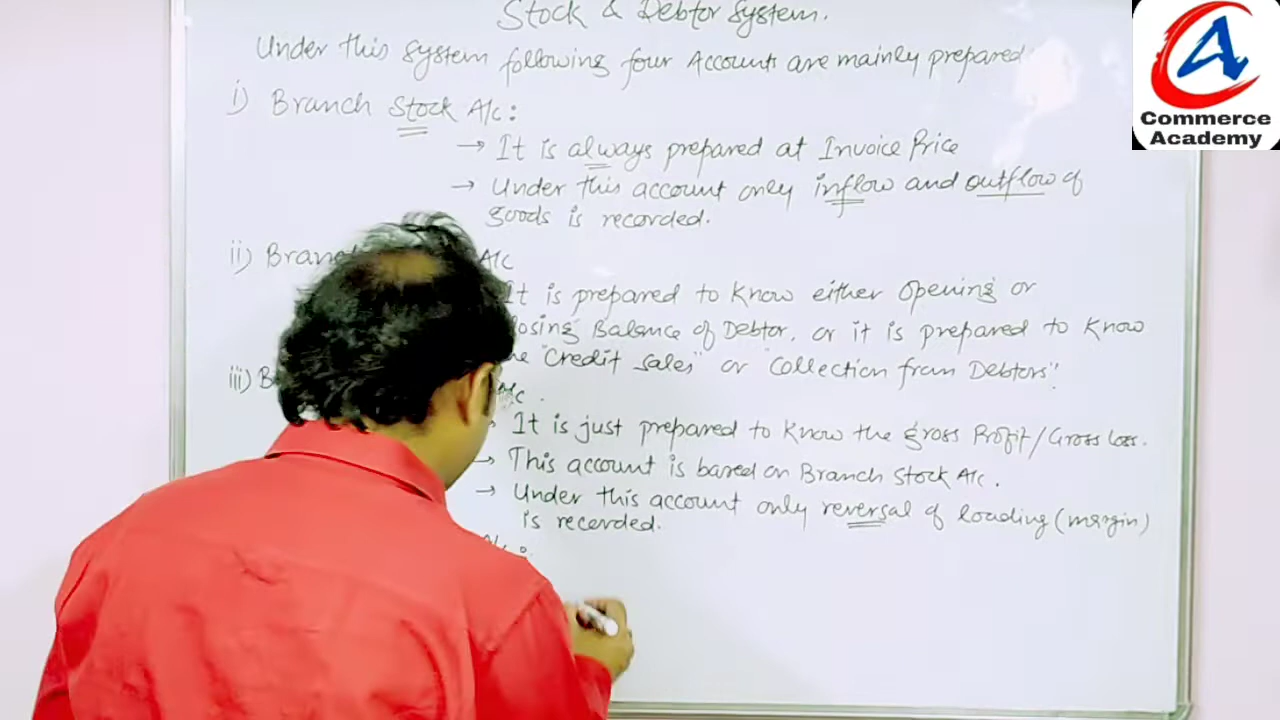 Stock & Debtor System.
Under this system following four Accounts are mainly prepared
i) Branch Stock A/c:
→ It is always prepared at Invoice Price
→ Under this account only inflow and outflow of
goods is recorded.
ii) Branch A/c
It is prepared to know either opening or
losing Balance of Debtor, or it is prepared to know
"Credit sales" or "Collection from Debtors".
iii) B A/c.
It is just prepared to know the gross Profit/Gross loss.
→ This account is based on Branch Stock A/c.
→ Under this account only reversal of loading (margin)
is recorded.
A/c:
A
Commerce
Academy